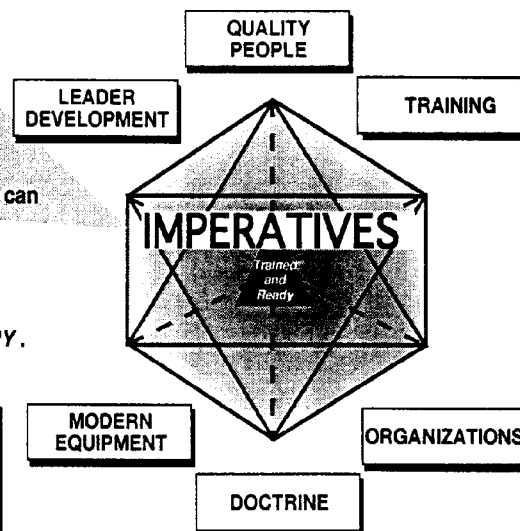 QUALITY
PEOPLE
LEADER
DEVELOPMENT
TRAINING
can
IMPERATIVES
Trained
and
Ready
MODERN
EQUIPMENT
ORGANIZATIONS
DOCTRINE